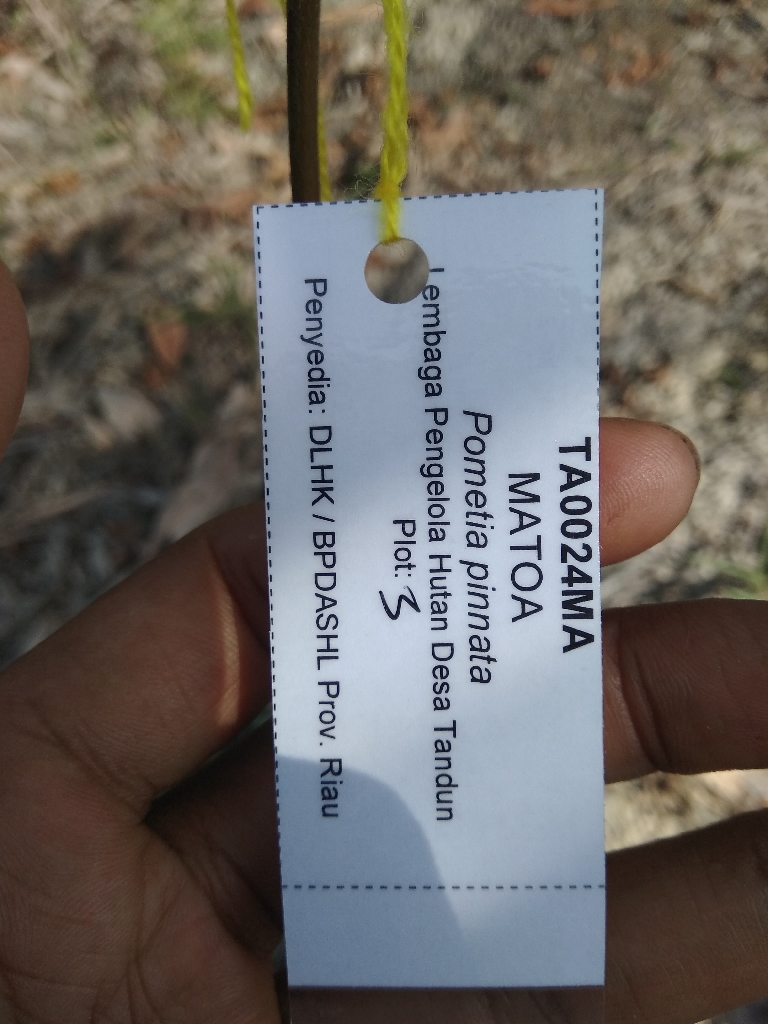 TA0024MA
MATOA
Pometia pinnata
Lembaga Pengelola Hutan Desa Tandun
Plot: 3
Penyedia: DLHK / BPDASHL Prov. Riau